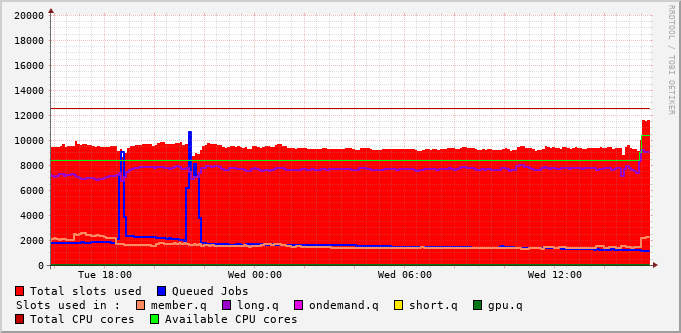 20000
18000
16000
14000
12000
10000
8000
6000
4000
2000
0
Tue 18:00 Wed 00:00 Wed 06:00 Wed 12:00
Total slots used Queued Jobs
Slots used in : member.q long.q ondemand.q short.q gpu.q
Total CPU cores Available CPU cores
RRDTOOL / TOBI OETIKER